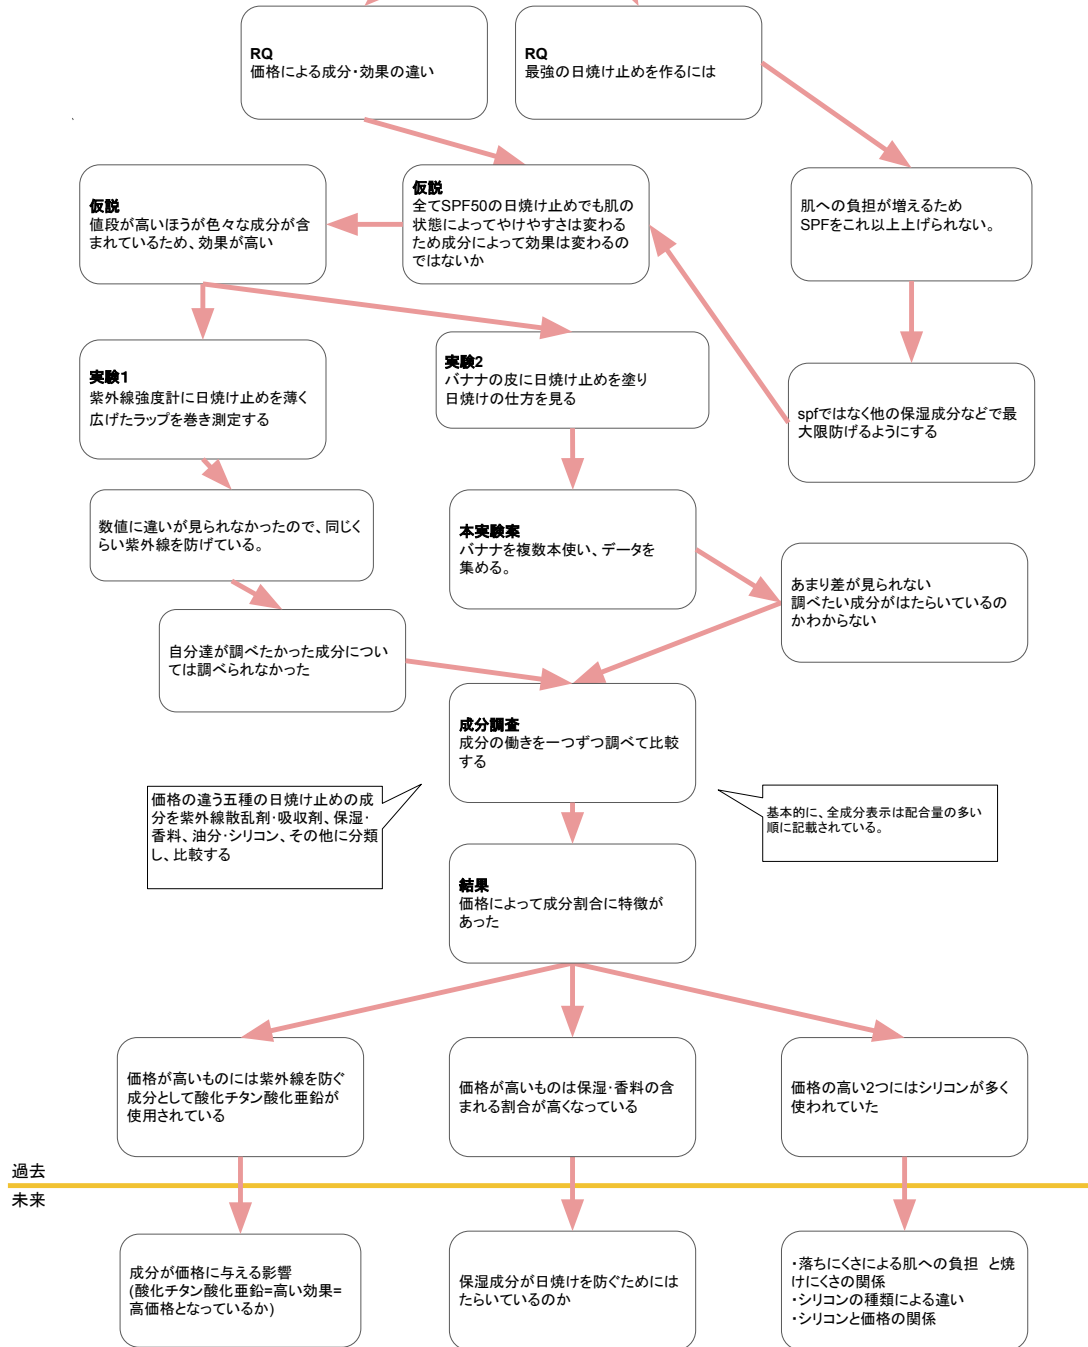 RQ
価格による成分・効果の違い
RQ
最強の日焼け止めを作るには
仮説
値段が高いほうが色々な成分が含
まれているため、効果が高い
仮説
全てSPF50の日焼け止めでも肌の
状態によってやけやすさは変わる
ため成分によって効果は変わるの
ではないか
肌への負担が増えるため
SPFをこれ以上上げられない。
実験1
紫外線強度計に日焼け止めを薄く
広げたラップを巻き測定する
実験2
バナナの皮に日焼け止めを塗り
日焼けの仕方を見る
spfではなく他の保湿成分などで最
大限防げるようにする
数値に違いが見られなかったので、同じく
らい紫外線を防げている。
本実験案
バナナを複数本使い、データを
集める。
あまり差が見られない
調べたい成分がはたらいているの
かわからない
自分達が調べたかった成分につい
ては調べられなかった
成分調査
成分の働きを一つずつ調べて比較
する
価格の違う五種の日焼け止めの成
分を紫外線散乱剤・吸収剤、保湿・
香料、油分・シリコン、その他に分類
し、比較する
基本的に、全成分表示は配合量の多い
順に記載されている。
結果
価格によって成分割合に特徴が
あった
価格が高いものには紫外線を防ぐ
成分として酸化チタン酸化亜鉛が
使用されている
価格が高いものは保湿・香料の含
まれる割合が高くなっている
価格の高い2つにはシリコンが多く
使われていた
過去
未来
成分が価格に与える影響
(酸化チタン酸化亜鉛=高い効果=
高価格となっているか)
保湿成分が日焼けを防ぐためには
たらいているのか
・落ちにくさによる肌への負担　と焼
けにくさの関係
・シリコンの種類による違い
・シリコンと価格の関係